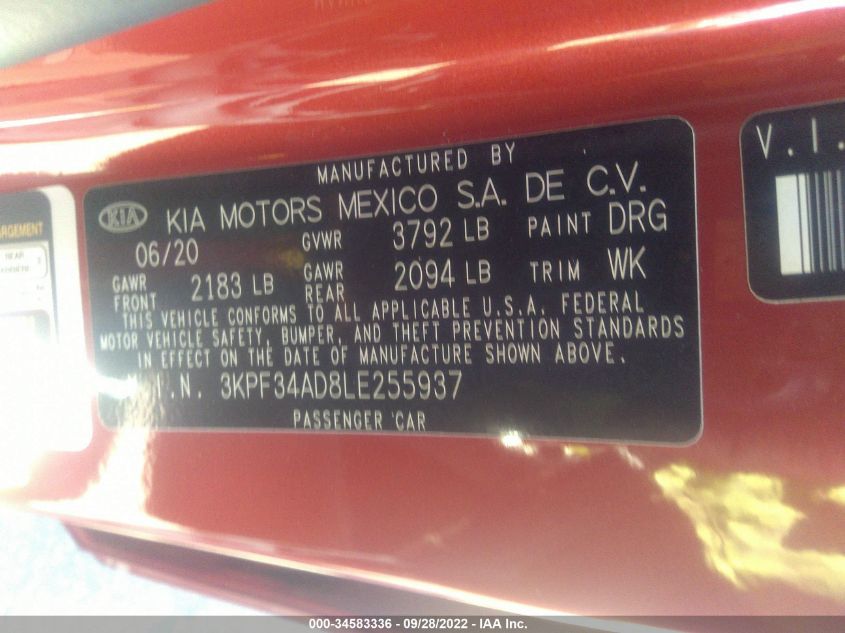 MANUFACTURED BY
KIA KIA MOTORS MEXICO S.A. DE C.V.
06/20 GVWR 3792 LB PAINT DRG
GAWR FRONT 2183 LB GAWR REAR 2094 LB TRIM WK
THIS VEHICLE CONFORMS TO ALL APPLICABLE U.S.A. FEDERAL
MOTOR VEHICLE SAFETY, BUMPER, AND THEFT PREVENTION STANDARDS
IN EFFECT ON THE DATE OF MANUFACTURE SHOWN ABOVE.
.I.N. 3KPF34AD8LE255937
PASSENGER CAR
V.I.
REAR
000-34583336 - 09/28/2022 - IAA Inc.